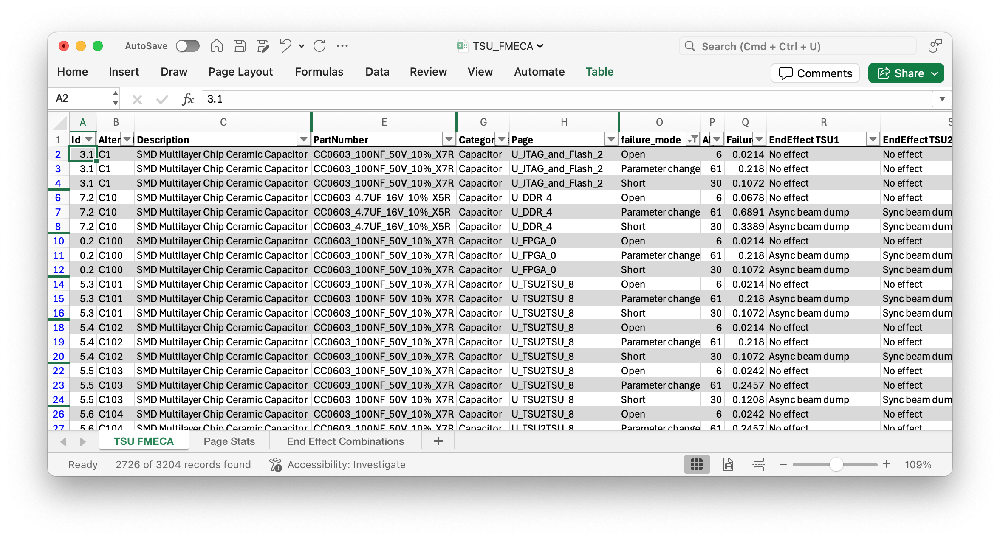 AutoSave TSU_FMECA Search (Cmd + Ctrl + U)
Home Insert Draw Page Layout Formulas Data Review View Automate Table Comments Share
A2 fx 3.1
A B C E G H O P Q R S
1 Id Alter Description PartNumber Categor Page failure_mode Al Failur EndEffect TSU1 EndEffect TSU2
2 3.1 C1 SMD Multilayer Chip Ceramic Capacitor CC0603_100NF_50V_10%_X7R Capacitor U_JTAG_and_Flash_2 Open 6 0.0214 No effect No effect
3 3.1 C1 SMD Multilayer Chip Ceramic Capacitor CC0603_100NF_50V_10%_X7R Capacitor U_JTAG_and_Flash_2 Parameter change 61 0.218 No effect No effect
4 3.1 C1 SMD Multilayer Chip Ceramic Capacitor CC0603_100NF_50V_10%_X7R Capacitor U_JTAG_and_Flash_2 Short 30 0.1072 No effect No effect
6 7.2 C10 SMD Multilayer Chip Ceramic Capacitor CC0603_4.7UF_16V_10%_X5R Capacitor U_DDR_4 Open 6 0.0678 No effect No effect
7 7.2 C10 SMD Multilayer Chip Ceramic Capacitor CC0603_4.7UF_16V_10%_X5R Capacitor U_DDR_4 Parameter change 61 0.6891 Async beam dump Sync beam dum
8 7.2 C10 SMD Multilayer Chip Ceramic Capacitor CC0603_4.7UF_16V_10%_X5R Capacitor U_DDR_4 Short 30 0.3389 Async beam dump Sync beam dum
10 0.2 C100 SMD Multilayer Chip Ceramic Capacitor CC0603_100NF_50V_10%_X7R Capacitor U_FPGA_0 Open 6 0.0214 No effect No effect
11 0.2 C100 SMD Multilayer Chip Ceramic Capacitor CC0603_100NF_50V_10%_X7R Capacitor U_FPGA_0 Parameter change 61 0.218 Async beam dump Sync beam dum
12 0.2 C100 SMD Multilayer Chip Ceramic Capacitor CC0603_100NF_50V_10%_X7R Capacitor U_FPGA_0 Short 30 0.1072 Async beam dump Sync beam dum
14 5.3 C101 SMD Multilayer Chip Ceramic Capacitor CC0603_100NF_50V_10%_X7R Capacitor U_TSU2TSU_8 Open 6 0.0214 No effect No effect
15 5.3 C101 SMD Multilayer Chip Ceramic Capacitor CC0603_100NF_50V_10%_X7R Capacitor U_TSU2TSU_8 Parameter change 61 0.218 Async beam dump Sync beam dum
16 5.3 C101 SMD Multilayer Chip Ceramic Capacitor CC0603_100NF_50V_10%_X7R Capacitor U_TSU2TSU_8 Short 30 0.1072 Async beam dump Sync beam dum
18 5.4 C102 SMD Multilayer Chip Ceramic Capacitor CC0603_100NF_50V_10%_X7R Capacitor U_TSU2TSU_8 Open 6 0.0214 No effect No effect
19 5.4 C102 SMD Multilayer Chip Ceramic Capacitor CC0603_100NF_50V_10%_X7R Capacitor U_TSU2TSU_8 Parameter change 61 0.218 No effect No effect
20 5.4 C102 SMD Multilayer Chip Ceramic Capacitor CC0603_100NF_50V_10%_X7R Capacitor U_TSU2TSU_8 Short 30 0.1072 Async beam dump Sync beam dum
22 5.5 C103 SMD Multilayer Chip Ceramic Capacitor CC0603_100NF_50V_10%_X7R Capacitor U_TSU2TSU_8 Open 6 0.0242 No effect No effect
23 5.5 C103 SMD Multilayer Chip Ceramic Capacitor CC0603_100NF_50V_10%_X7R Capacitor U_TSU2TSU_8 Parameter change 61 0.2457 No effect No effect
24 5.5 C103 SMD Multilayer Chip Ceramic Capacitor CC0603_100NF_50V_10%_X7R Capacitor U_TSU2TSU_8 Short 30 0.1208 Async beam dump Sync beam dum
26 5.6 C104 SMD Multilayer Chip Ceramic Capacitor CC0603_100NF_50V_10%_X7R Capacitor U_TSU2TSU_8 Open 6 0.0242 No effect No effect
27 5.6 C104 SMD Multilayer Chip Ceramic Capacitor CC0603_100NF_50V_10%_X7R Capacitor U_TSU2TSU_8 Parameter change 61 0.2457 No effect No effect
TSU FMECA Page Stats End Effect Combinations +
Ready 2726 of 3204 records found Accessibility: Investigate 109%